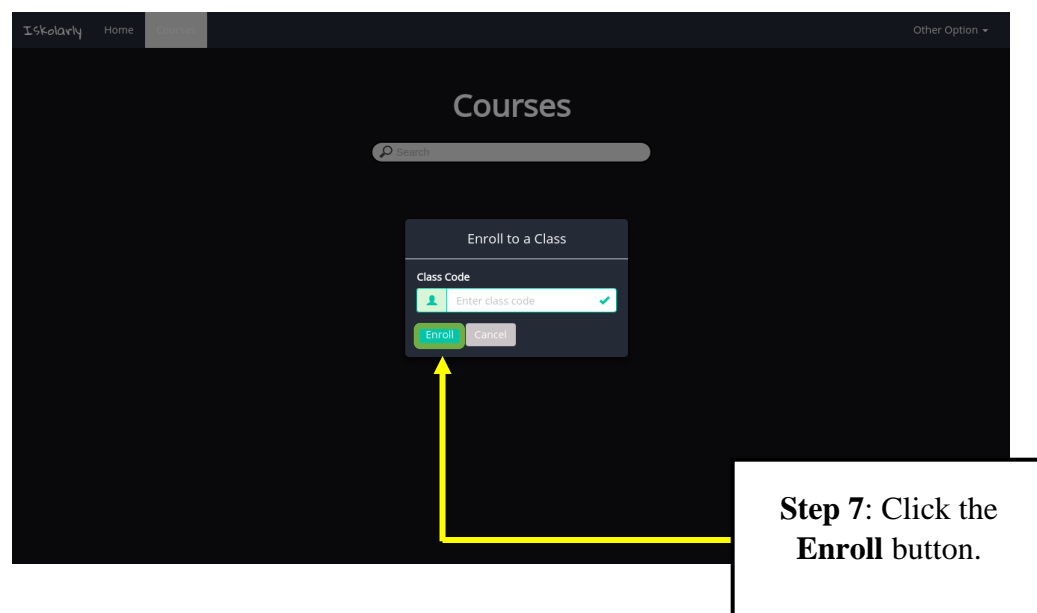 Iskolarly Home Courses Other Option
Courses
Search
Enroll to a Class
Class Code
Enter class code
Enroll Cancel
Step 7: Click the
Enroll button.